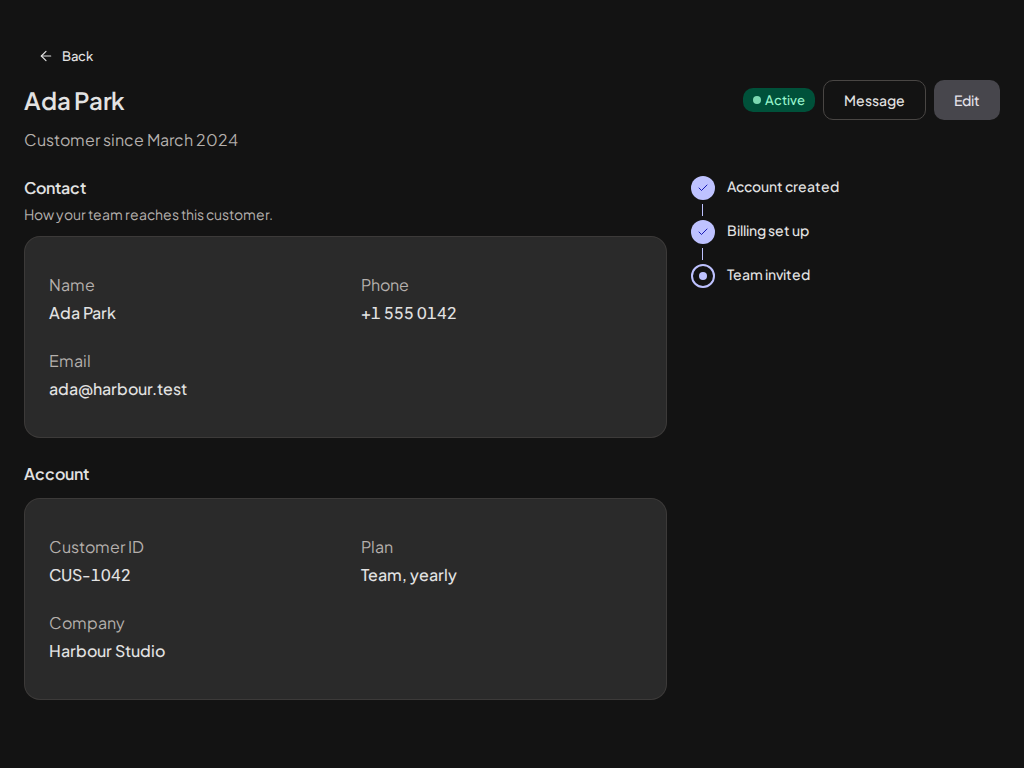 Back
Ada Park
Active
Message
Edit
Customer since March 2024
Contact
How your team reaches this customer.
Name
Ada Park
Phone
+1 555 0142
Email
ada@harbour.test
Account
Customer ID
CUS-1042
Plan
Team, yearly
Company
Harbour Studio
Account created
Billing set up
Team invited